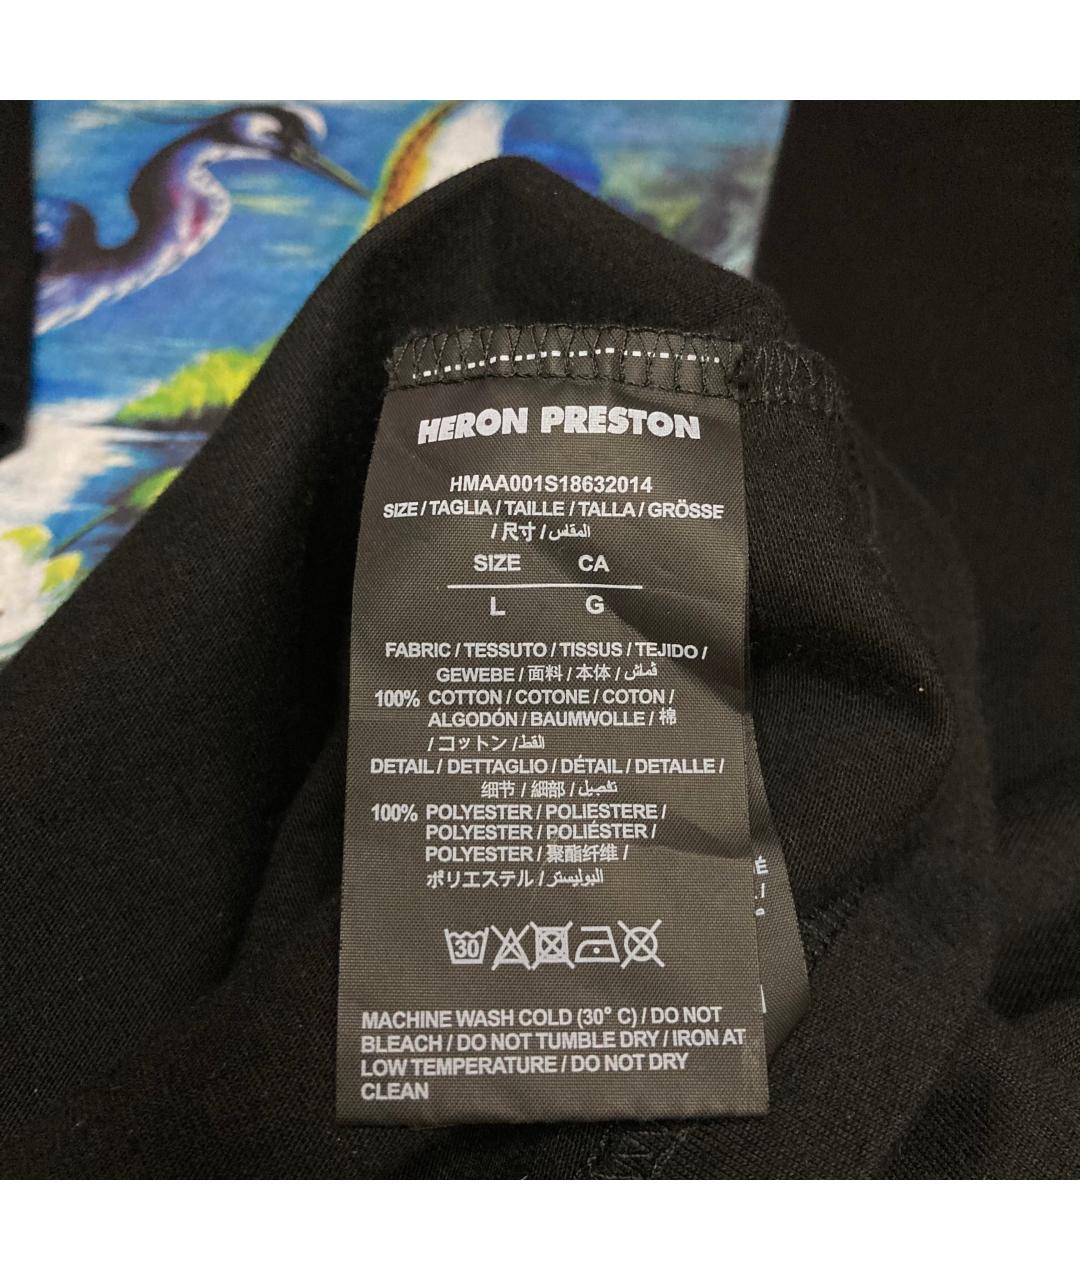 HERON PRESTON
HMAA001S18632014
SIZE / TAGLIA / TAILLE / TALLA / GRÖSSE
/ 尺寸 / المقاس
SIZE CA
L G
FABRIC / TESSUTO / TISSUS / TEJIDO /
GEWEBE / 面料 / 本体 / قماش
100% COTTON / COTONE / COTON /
ALGODÓN / BAUMWOLLE / 棉
/ コットン / القط
DETAIL / DETTAGLIO / DÉTAIL / DETALLE /
细节 / 細部 / تفصيل
100% POLYESTER / POLIESTERE /
POLYESTER / POLIÉSTER /
POLYESTER / 聚酯纤维 /
ポリエステル / البوليستر
30
MACHINE WASH COLD (30° C) / DO NOT
BLEACH / DO NOT TUMBLE DRY / IRON AT
LOW TEMPERATURE / DO NOT DRY
CLEAN